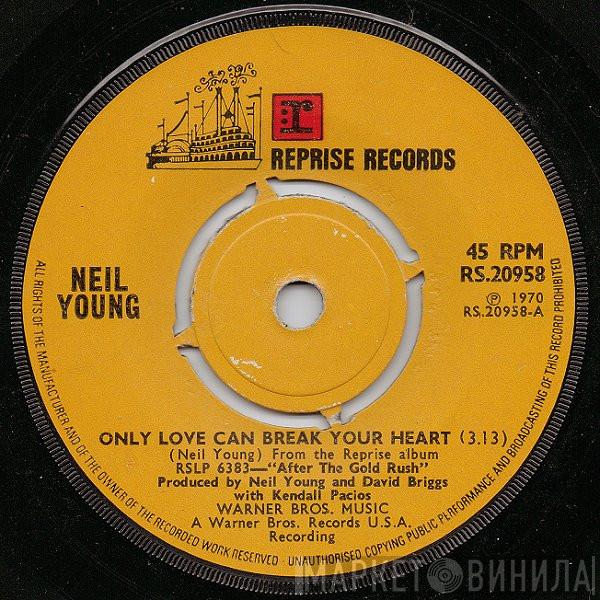 r:
REPRISE RECORDS
NEIL
YOUNG
45 RPM
RS.20958
℗ 1970
RS.20958-A
ONLY LOVE CAN BREAK YOUR HEART (3.13)
(Neil Young) From the Reprise album
RSLP 6383—"After The Gold Rush"
Produced by Neil Young and David Briggs
with Kendall Pacios
WARNER BROS. MUSIC
A Warner Bros. Records U.S.A.
Recording
ALL RIGHTS OF THE MANUFACTURER AND OF THE OWNER OF THE RECORDED WORK RESERVED - UNAUTHORISED COPYING PUBLIC PERFORMANCE AND BROADCASTING OF THIS RECORD PROHIBITED
МАРКЕТ ВИНИЛА